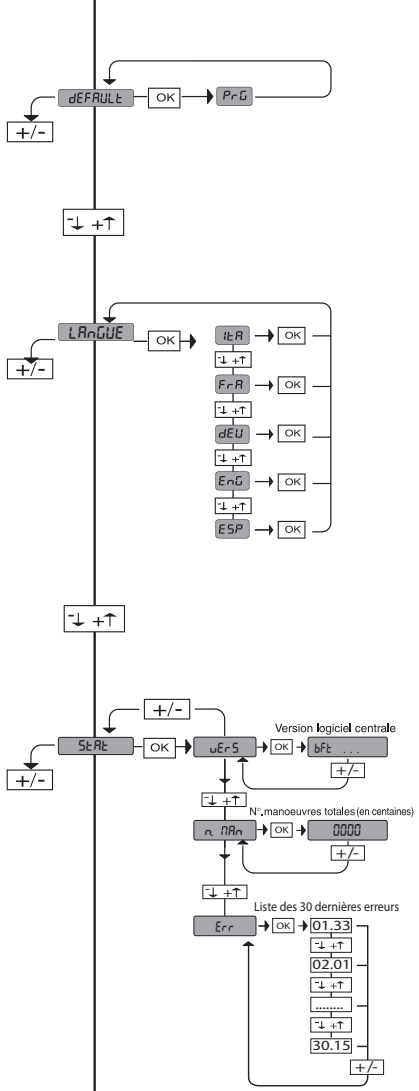 dEFAULt OK PrG
+/-
-↓ +↑
LAnGUE OK ItA OK
+/-
-↓ +↑
FrA OK
-↓ +↑
dEU OK
-↓ +↑
EnG OK
-↓ +↑
ESP OK
-↓ +↑
+/-
Version logiciel centrale
StAt OK vErS OK bFt ...
+/-
+/-
-↓ +↑
N°.manoeuvres totales (en centaines)
n. MAn OK 0000
+/-
-↓ +↑
Liste des 30 dernières erreurs
Err OK 01.33
-↓ +↑
02.01
-↓ +↑
........
-↓ +↑
30.15
+/-